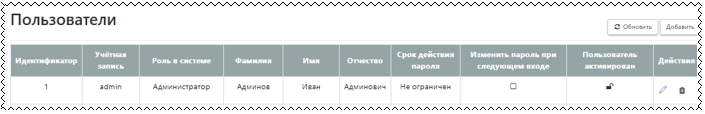 Пользователи
Обновить Добавить
Идентификатор Учётная запись Роль в системе Фамилия Имя Отчество Срок действия пароля Изменить пароль при следующем входе Пользователь активирован Действия
1 admin Администратор Админов Иван Админович Не ограничен